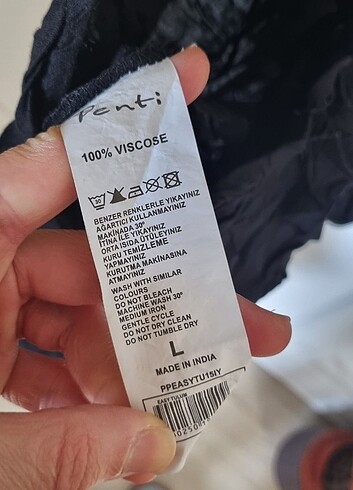 Penti
100% VISCOSE
30
BENZER RENKLERLE YIKAYINIZ
AĞARTICI KULLANMAYINIZ
MAKİNADA 30°
İTİNA İLE YIKAYINIZ
ORTA ISIDA ÜTÜLEYİNİZ
KURU TEMİZLEME
YAPMAYINIZ
KURUTMA MAKİNASINA
ATMAYINIZ
WASH WITH SIMILAR
COLOURS
DO NOT BLEACH
MACHINE WASH 30°
MEDIUM IRON
GENTLE CYCLE
DO NOT DRY CLEAN
DO NOT TUMBLE DRY
L
MADE IN INDIA
PPEASYTU15IY
EASY TULUM